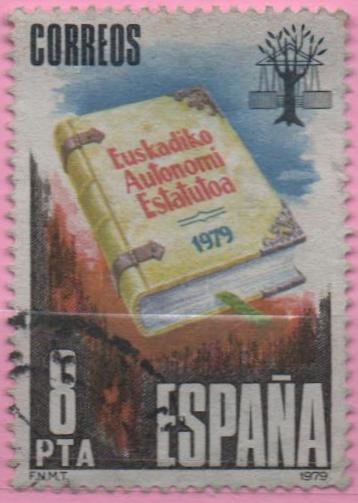 CORREOS
Euskadiko
Autonomi
Estatutoa
1979
8
PTA
ESPAÑA
F.N.M.T.
1979